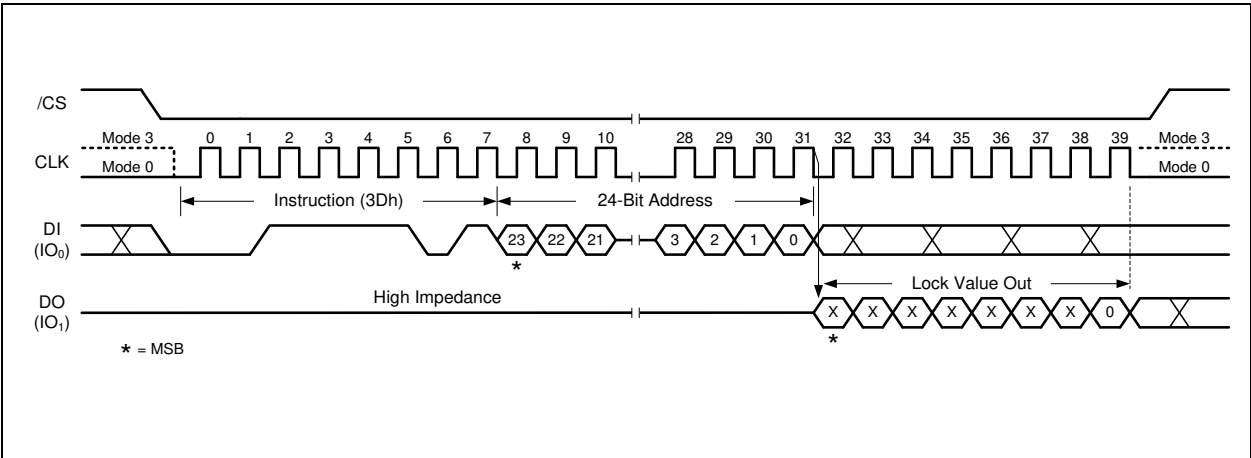 /CS
Mode 3 0 1 2 3 4 5 6 7 8 9 10 28 29 30 31 32 33 34 35 36 37 38 39 Mode 3
CLK
Mode 0 Mode 0
Instruction (3Dh) 24-Bit Address
DI
(IO₀)
23 22 21 3 2 1 0
*
Lock Value Out
High Impedance
DO
(IO₁)
X X X X X X X 0
*
* = MSB